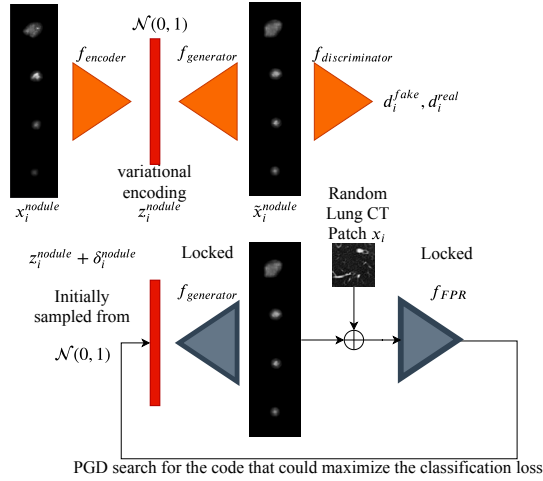 𝒩(0, 1)
f_encoder
f_generator
f_discriminator
d_i^fake, d_i^real
variational
encoding
x_i^nodule
z_i^nodule
x̃_i^nodule
Random
Lung CT
Patch x_i
z_i^nodule + δ_i^nodule
Locked
Locked
Initially
sampled from
𝒩(0, 1)
f_generator
f_FPR
PGD search for the code that could maximize the classification loss